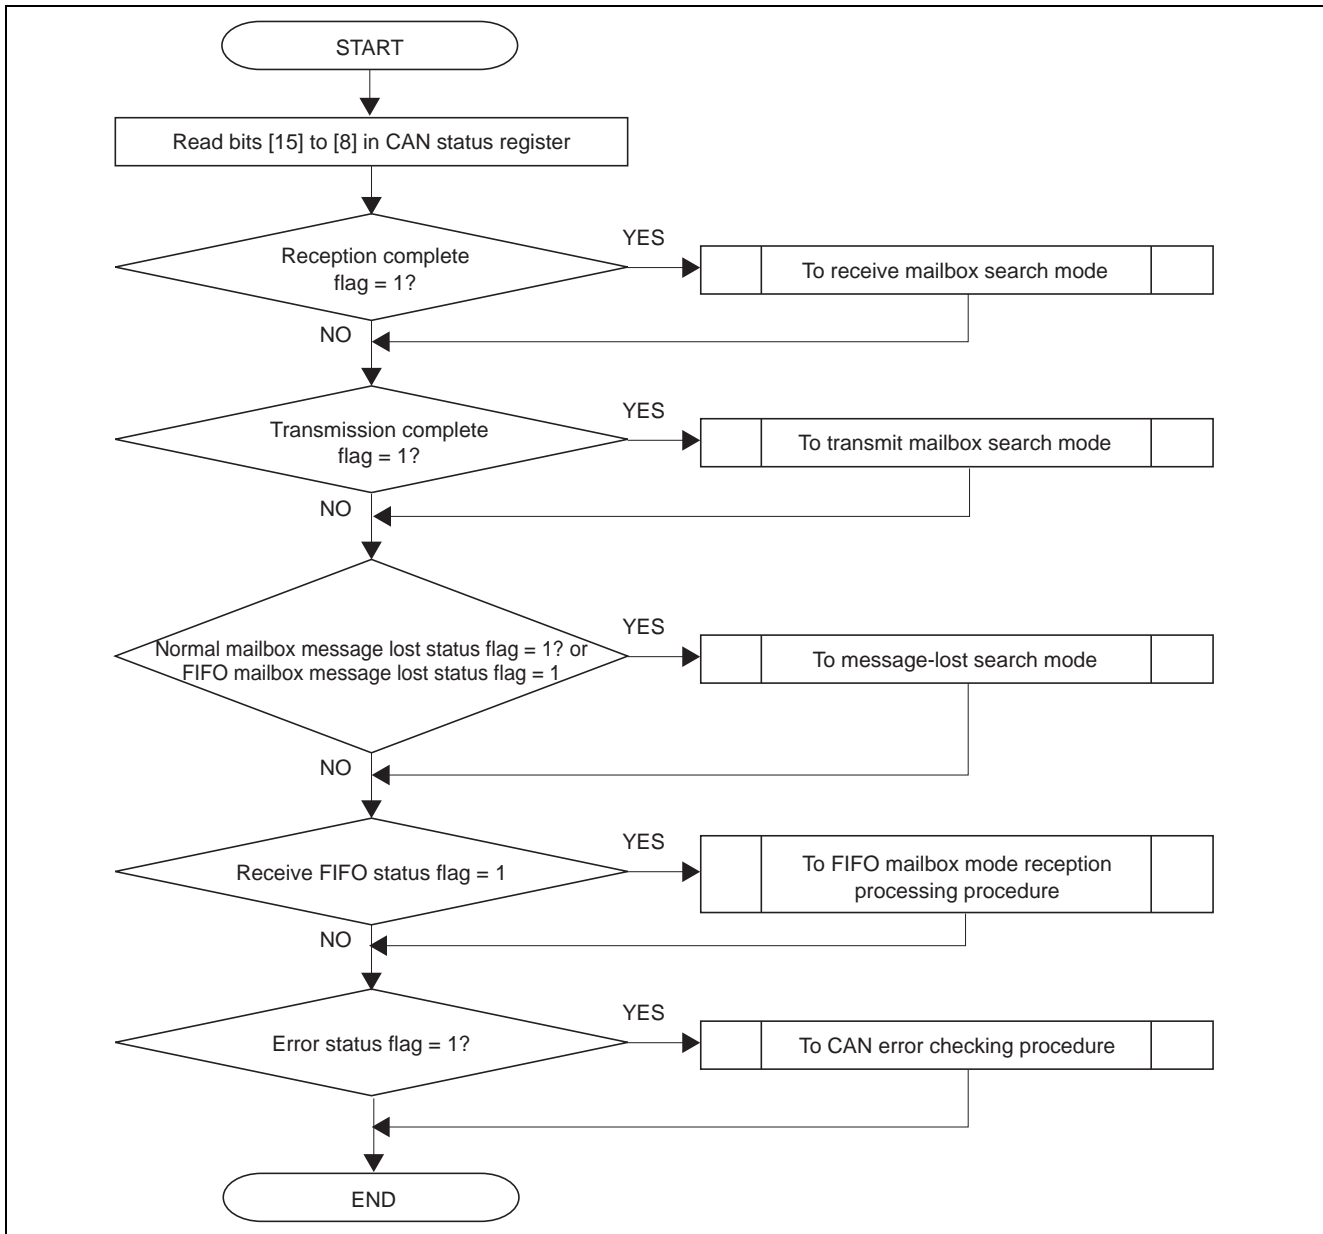 START
Read bits [15] to [8] in CAN status register
Reception complete
flag = 1?
YES
To receive mailbox search mode
NO
Transmission complete
flag = 1?
YES
To transmit mailbox search mode
NO
Normal mailbox message lost status flag = 1? or
FIFO mailbox message lost status flag = 1
YES
To message-lost search mode
NO
Receive FIFO status flag = 1
YES
To FIFO mailbox mode reception
processing procedure
NO
Error status flag = 1?
YES
To CAN error checking procedure
END